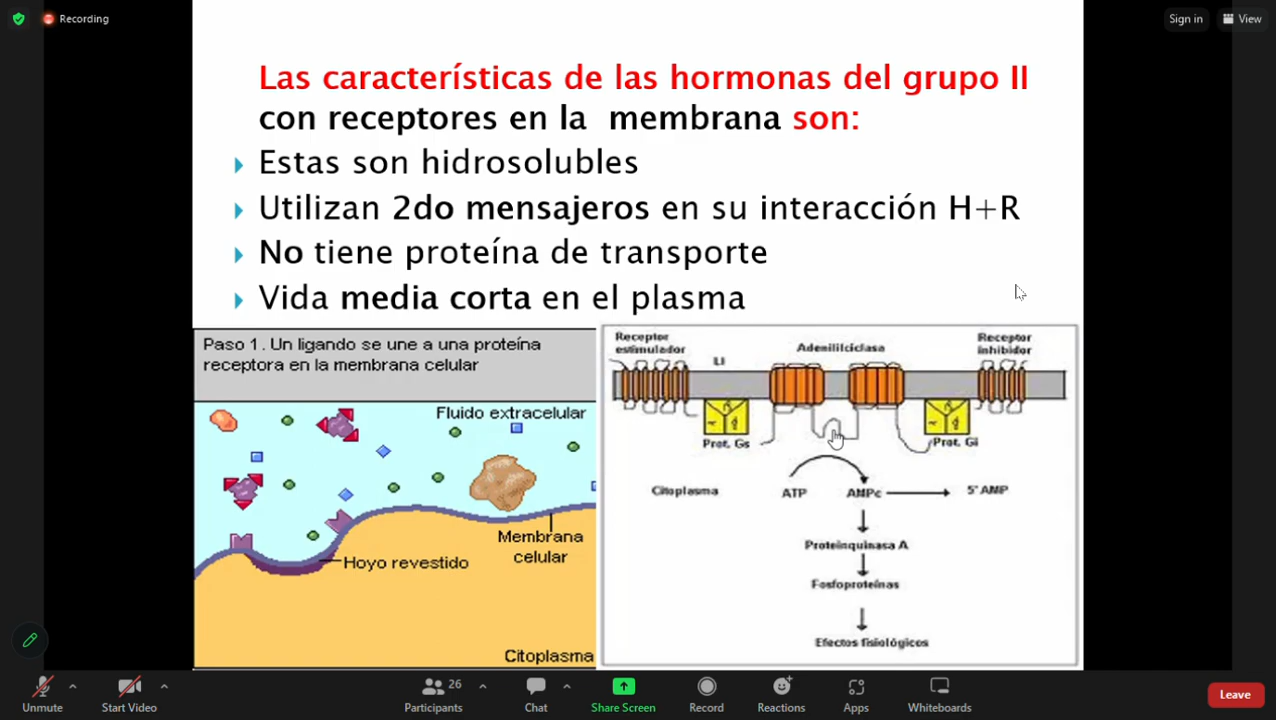 Recording
Sign in
View
Las características de las hormonas del grupo II
con receptores en la membrana son:
Estas son hidrosolubles
Utilizan 2do mensajeros en su interacción H+R
No tiene proteína de transporte
Vida media corta en el plasma
Paso 1. Un ligando se une a una proteína
receptora en la membrana celular
Fluido extracelular
Membrana
celular
Hoyo revestido
Citoplasma
Receptor
estimulador
LI
Adenililciclasa
Receptor
inhibidor
Prot. Gs
Prot. Gi
Citoplasma
ATP
AMPc
5' AMP
Proteinquinasa A
Fosfoproteínas
Efectos fisiológicos
Unmute
Start Video
26
Participants
Chat
Share Screen
Record
Reactions
Apps
Whiteboards
Leave